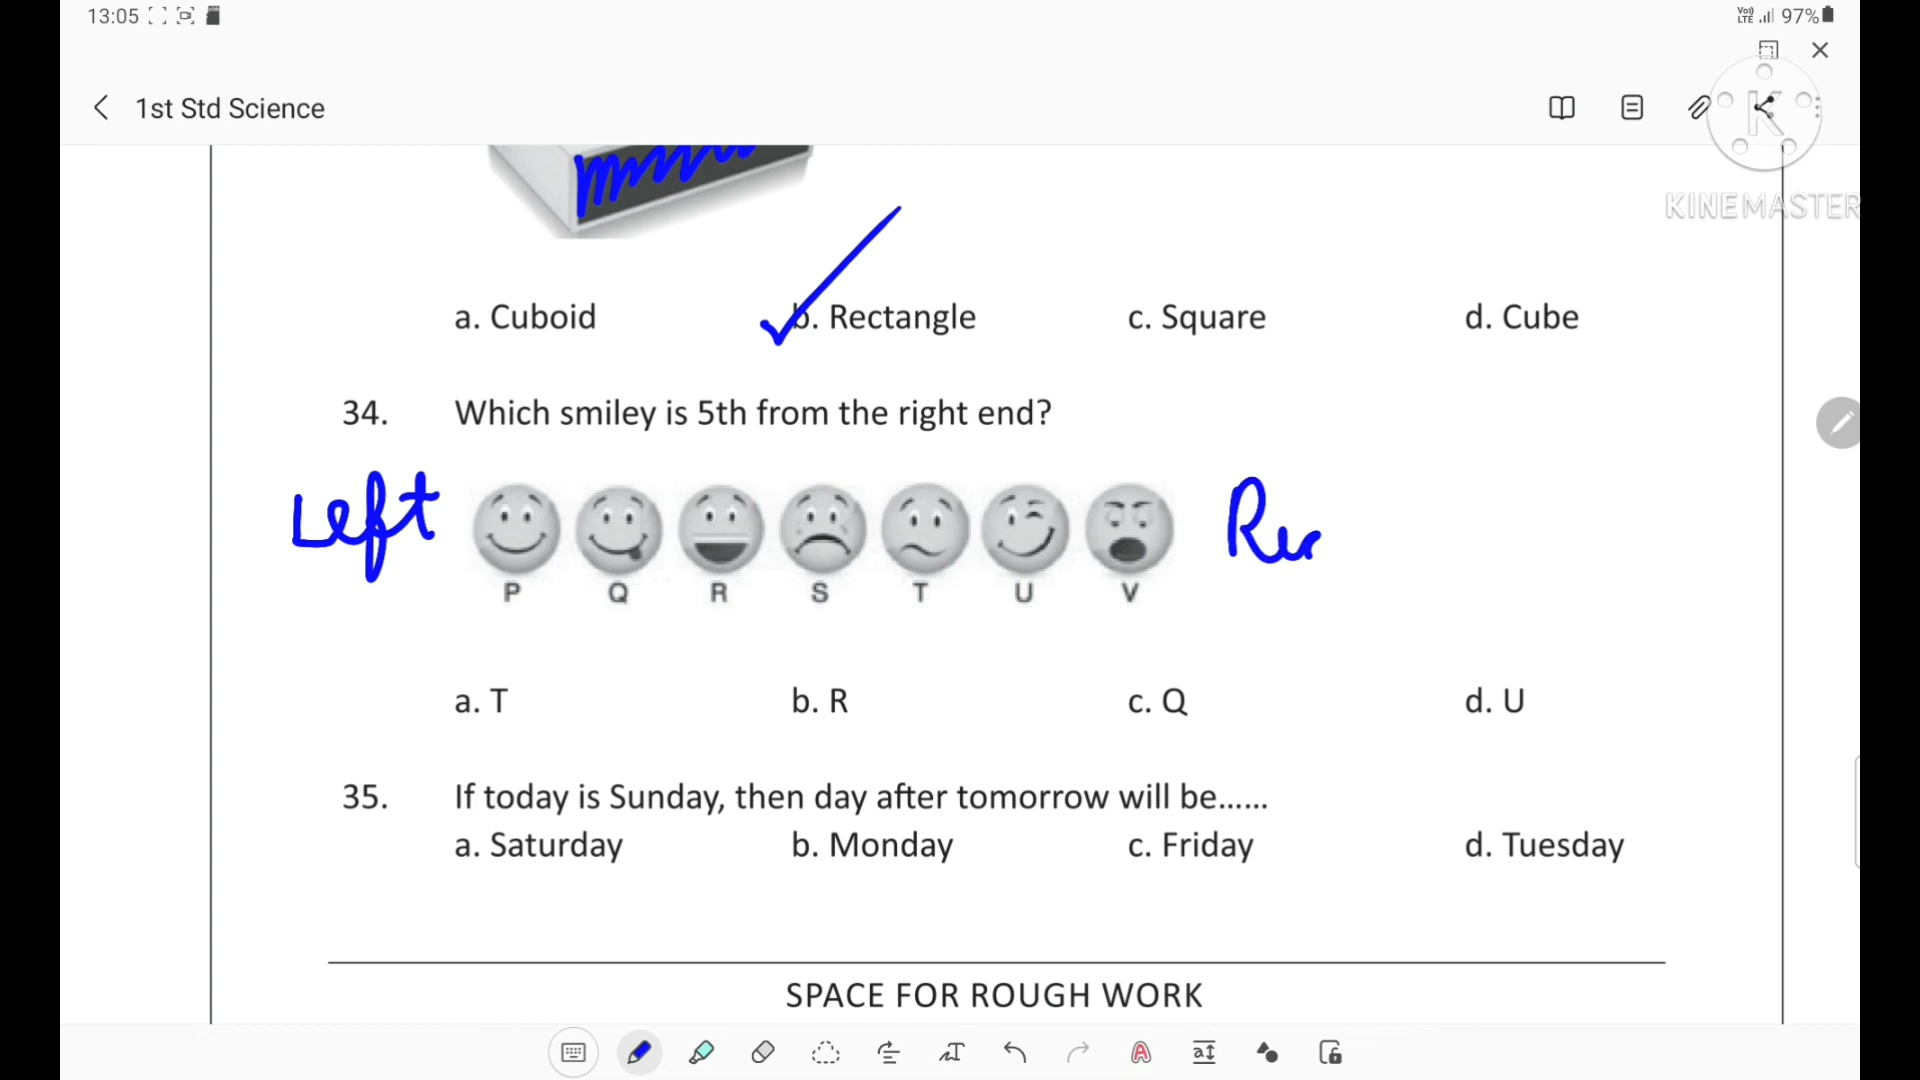 13:05
Vo)) LTE 97%
1st Std Science
K
KINEMASTER
a. Cuboid b. Rectangle c. Square d. Cube
34. Which smiley is 5th from the right end?
Left
P Q R S T U V
a. T b. R c. Q d. U
35. If today is Sunday, then day after tomorrow will be......
a. Saturday b. Monday c. Friday d. Tuesday
SPACE FOR ROUGH WORK